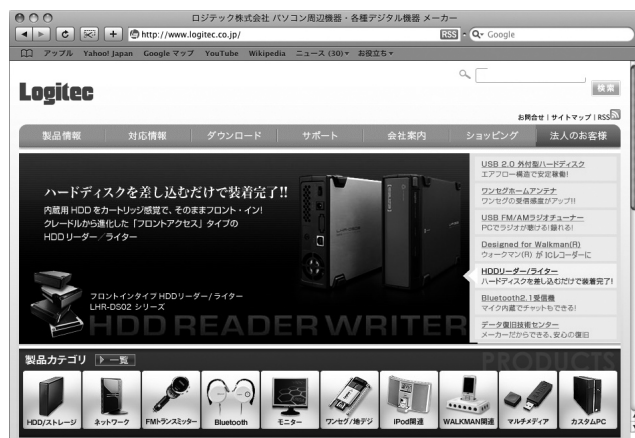 ロジテック株式会社 パソコン周辺機器・各種デジタル機器 メーカー
http://www.logitec.co.jp/
RSS
Google
アップル Yahoo! Japan Google マップ YouTube Wikipedia ニュース (30)▼ お役立ち▼
Logitec
検索
お問合せ | サイトマップ | RSS
製品情報 対応情報 ダウンロード サポート 会社案内 ショッピング 法人のお客様
ハードディスクを差し込むだけで装着完了!!
内蔵用 HDD をカートリッジ感覚で、そのままフロント・イン!
クレードルから進化した「フロントアクセス」タイプの
HDD リーダー/ライター
フロントインタイプ HDD リーダー/ライター
LHR-DS02 シリーズ
HDD READER WRITER
USB 2.0 外付型ハードディスク
エアフロー構造で安定稼働!
ワンセグホームアンテナ
ワンセグの受信感度がアップ!!
USB FM/AMラジオチューナー
PCでラジオが聴ける!録れる!
Designed for Walkman(R)
ウォークマン(R) が ICレコーダーに
HDDリーダー/ライター
ハードディスクを差し込むだけで装着完了!
Bluetooth2.1受信機
マイク内蔵でチャットもできる!
データ復旧技術センター
メーカーだからできる、安心の復旧
製品カテゴリ 一覧
PRODUCTS
HDD/ストレージ ネットワーク FMトランスミッター Bluetooth モニター ワンセグ/地デジ iPod関連 WALKMAN関連 マルチメディア カスタムPC